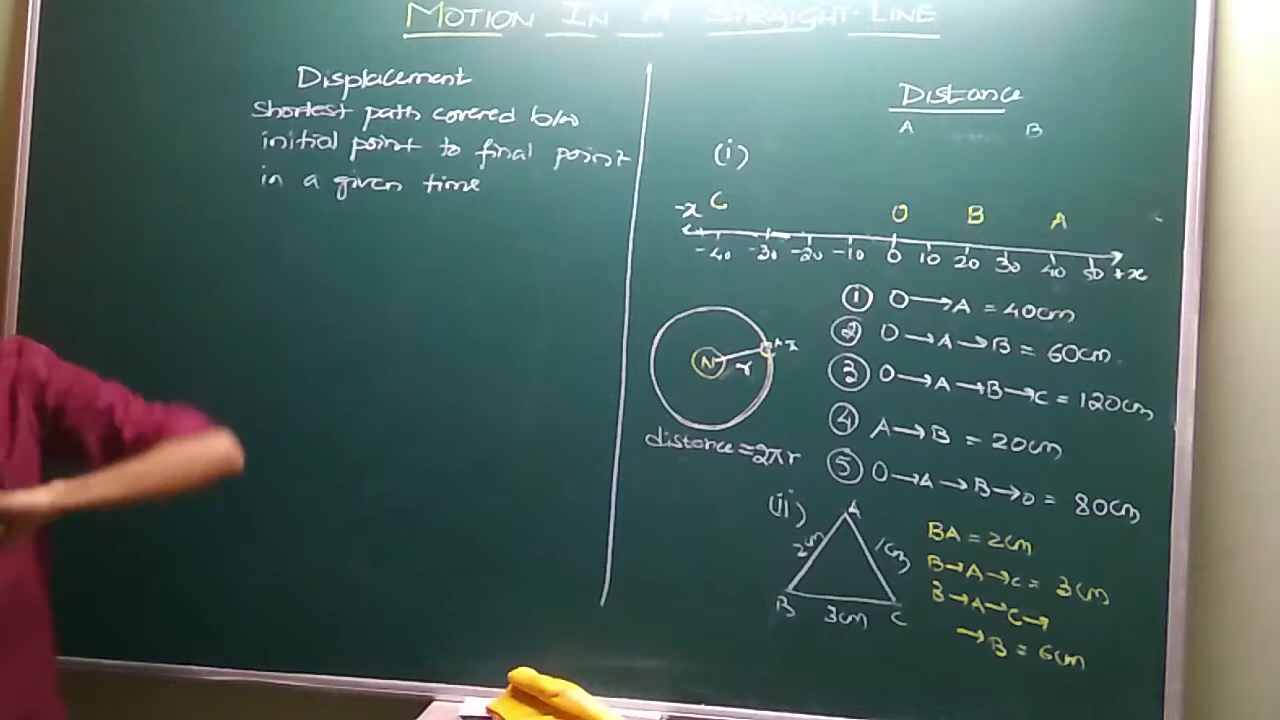 MOTION IN A STRAIGHT LINE
Displacement
Shortest path covered b/w
initial point to final point
in a given time
Distance
A B
(i)
-x C O B A
-40 -30 -20 -10 0 10 20 30 40 50 +x
① O→A = 40cm
② O→A→B = 60cm
③ O→A→B→C = 120cm
④ A→B = 20cm
⑤ O→A→B→O = 80cm
N r
distance = 2πr
(ii)
A
2cm 1cm
B 3cm C
BA = 2cm
B→A→C = 3cm
B→A→C→
→B = 6cm